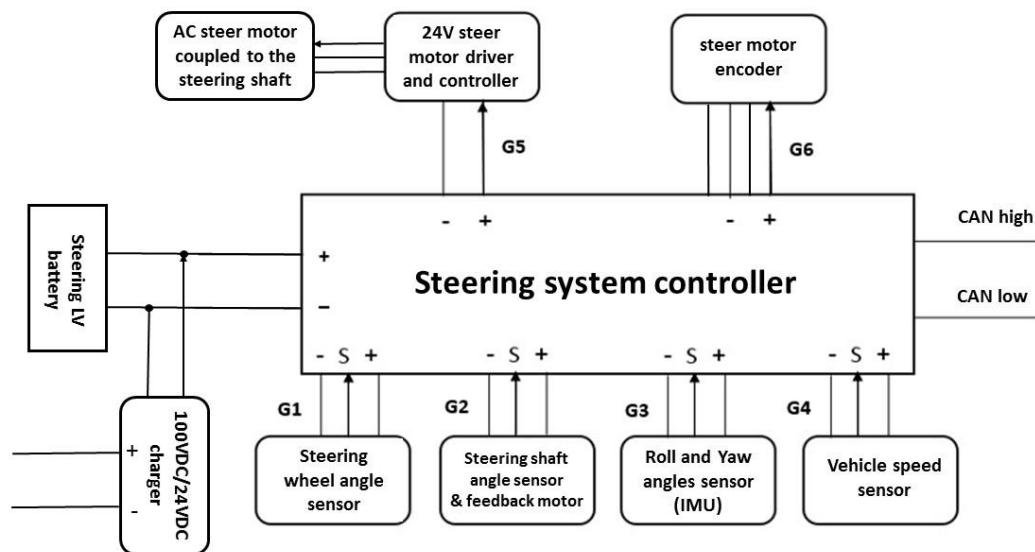 AC steer motor
coupled to the
steering shaft
24V steer
motor driver
and controller
steer motor
encoder
G5
G6
- +
- +
Steering LV
battery
+
−
Steering system controller
CAN high
CAN low
- S +
- S +
- S +
- S +
G1
G2
G3
G4
100VDC/24VDC
charger
+
-
Steering
wheel angle
sensor
Steering shaft
angle sensor
& feedback motor
Roll and Yaw
angles sensor
(IMU)
Vehicle speed
sensor